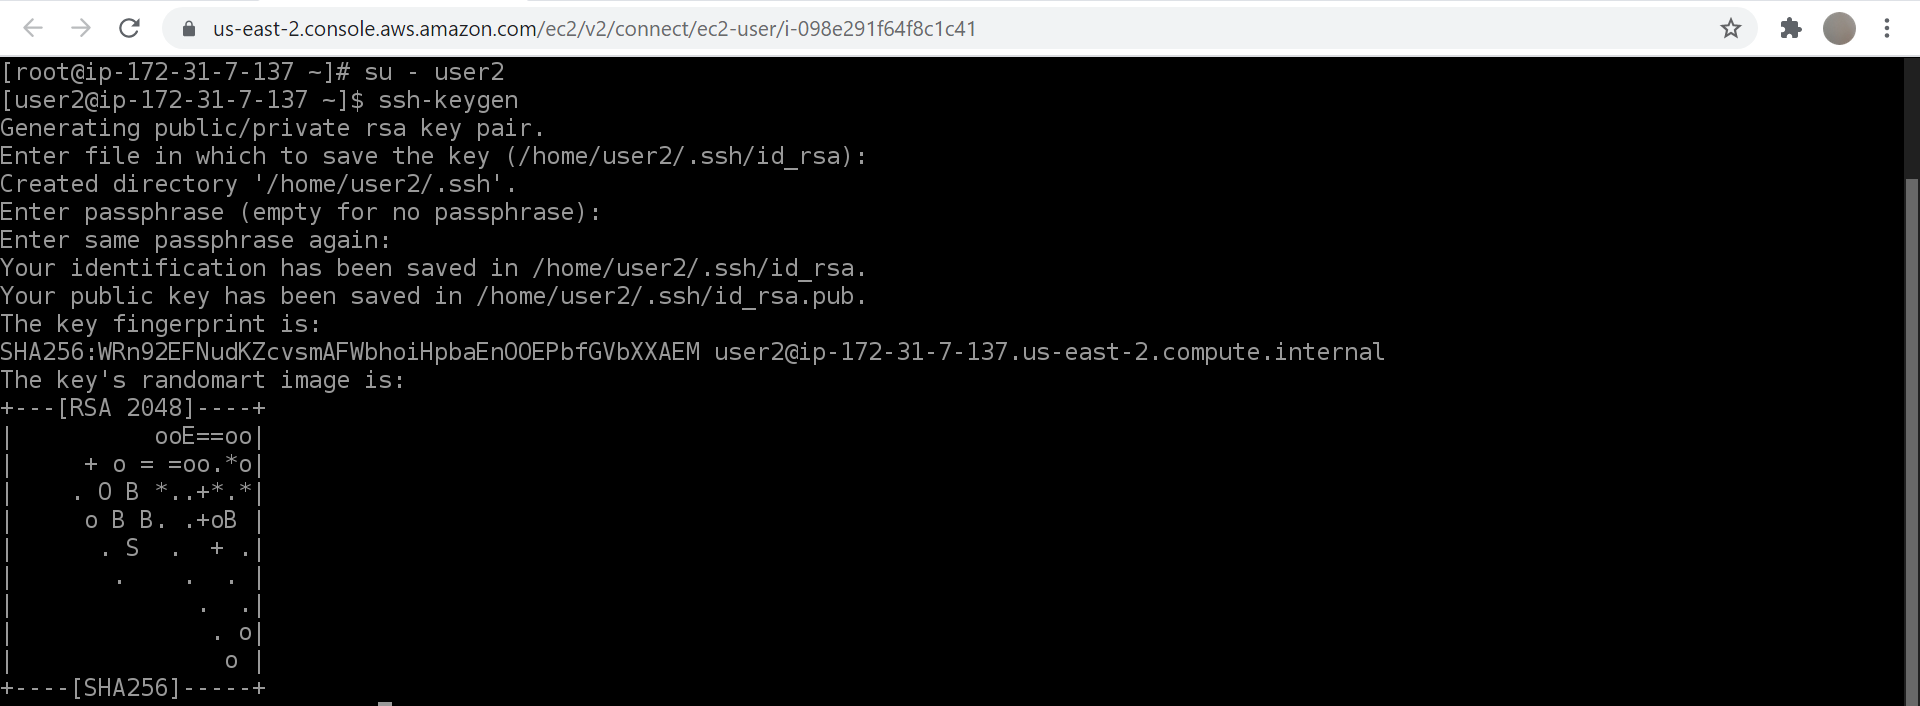 us-east-2.console.aws.amazon.com/ec2/v2/connect/ec2-user/i-098e291f64f8c1c41
[root@ip-172-31-7-137 ~]# su - user2
[user2@ip-172-31-7-137 ~]$ ssh-keygen
Generating public/private rsa key pair.
Enter file in which to save the key (/home/user2/.ssh/id_rsa):
Created directory '/home/user2/.ssh'.
Enter passphrase (empty for no passphrase):
Enter same passphrase again:
Your identification has been saved in /home/user2/.ssh/id_rsa.
Your public key has been saved in /home/user2/.ssh/id_rsa.pub.
The key fingerprint is:
SHA256:WRn92EFNudKZcvsmAFWbhoiHpbaEnOOEPbfGVbXXAEM user2@ip-172-31-7-137.us-east-2.compute.internal
The key's randomart image is:
+---[RSA 2048]----+
|          ooE==oo|
|     + o = =oo.*o|
|    . O B *..+*.*|
|     o B B. .+oB |
|      . S  .  + .|
|       .    .  . |
|             .  .|
|              . o|
|               o |
+----[SHA256]-----+